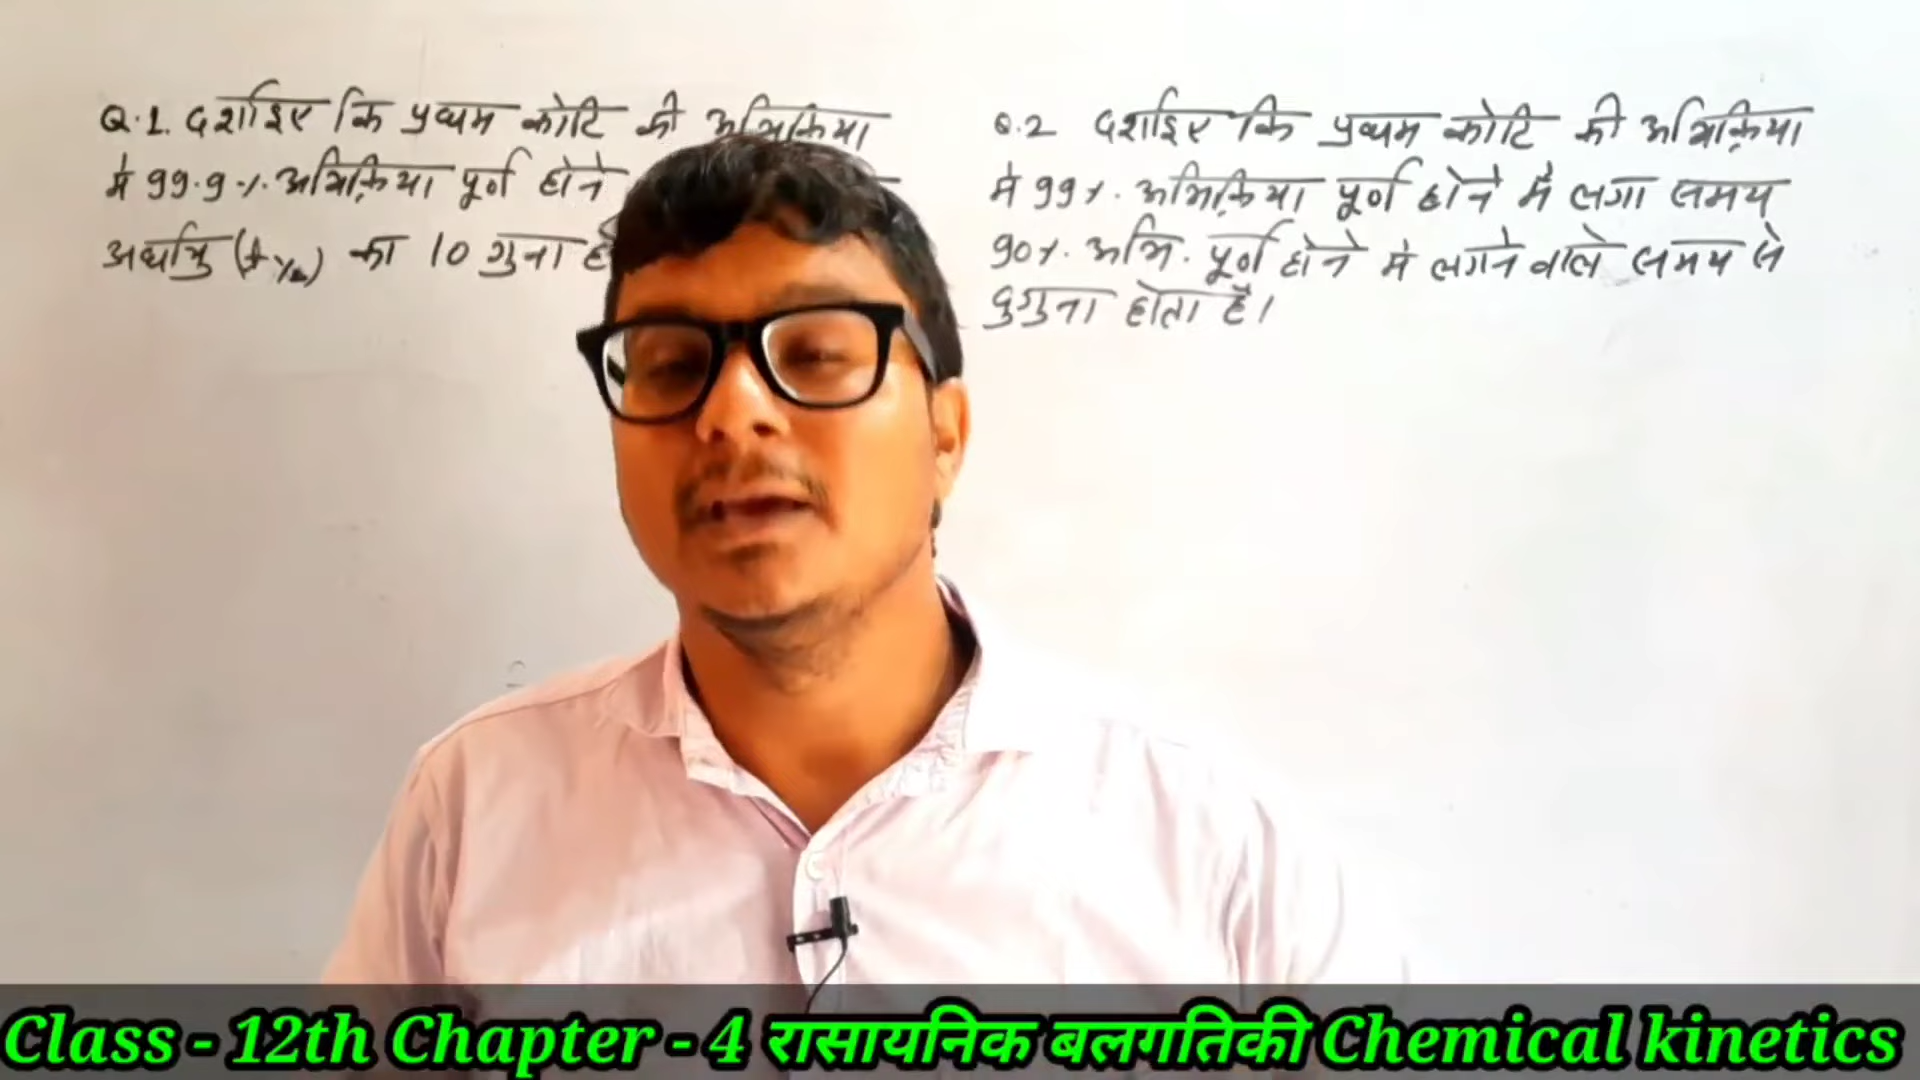 Q.1. दर्शाइए कि प्रथम कोटि की अभिक्रिया
में 99.9%. अभिक्रिया पूर्ण होने
अर्धायु (t½) का 10 गुना
Q.2 दर्शाइए कि प्रथम कोटि की अभिक्रिया
में 99%. अभिक्रिया पूर्ण होने में लगा समय
90%. अभि. पूर्ण होने में लगने वाले समय से
दुगुना होता है।
Class - 12th Chapter - 4 रासायनिक बलगतिकी Chemical kinetics